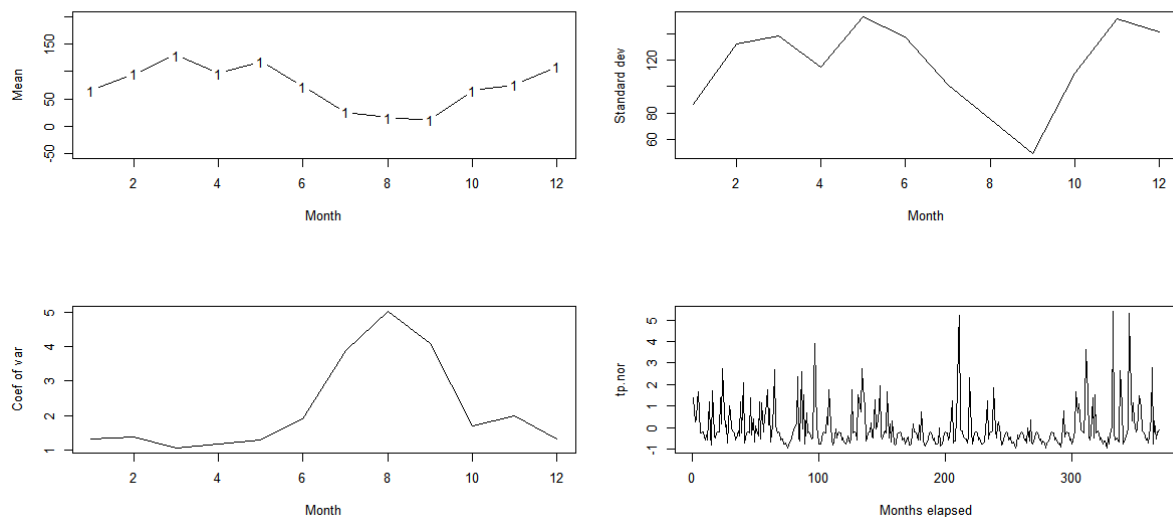 Mean
150
50
0
-50
1 1 1 1 1 1 1 1 1 1 1 1
2 4 6 8 10 12
Month
Standard dev
120
80
60
2 4 6 8 10 12
Month
Coef of var
5
4
3
2
1
2 4 6 8 10 12
Month
tp.nor
5
4
3
2
1
0
-1
0 100 200 300
Months elapsed